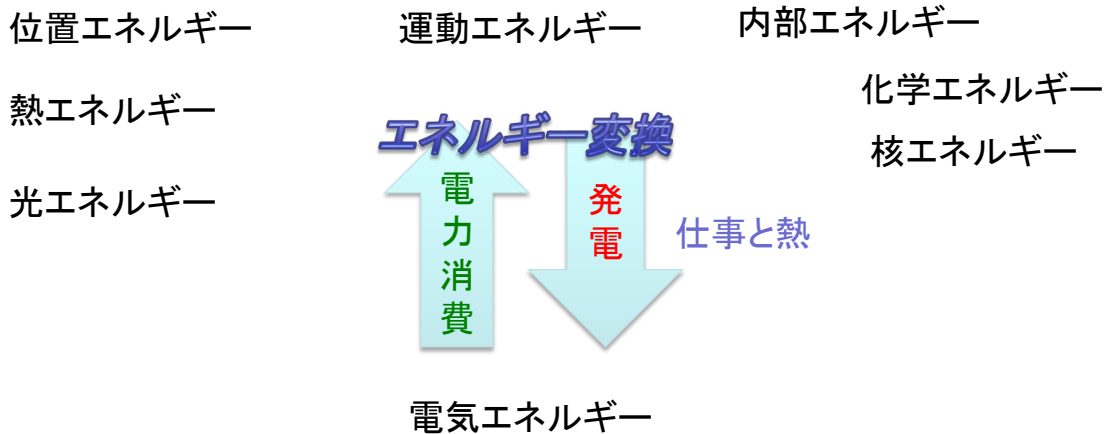 位置エネルギー
運動エネルギー
内部エネルギー
熱エネルギー
化学エネルギー
エネルギー変換
核エネルギー
光エネルギー
電力消費
発電
仕事と熱
電気エネルギー